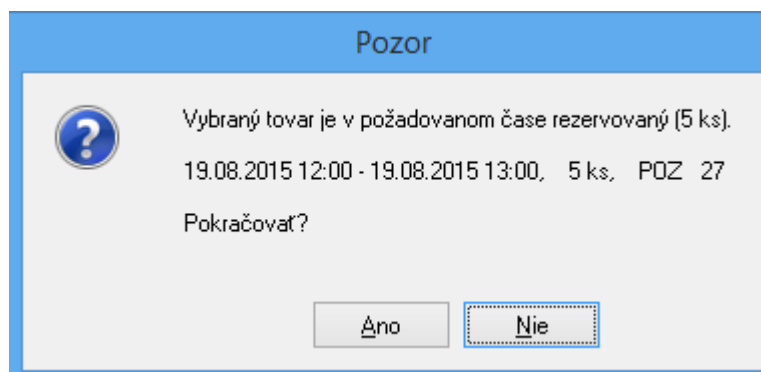 Pozor
Vybraný tovar je v požadovanom čase rezervovaný (5 ks).
19.08.2015 12:00 - 19.08.2015 13:00, 5 ks, POZ 27
Pokračovať?
Ano Nie